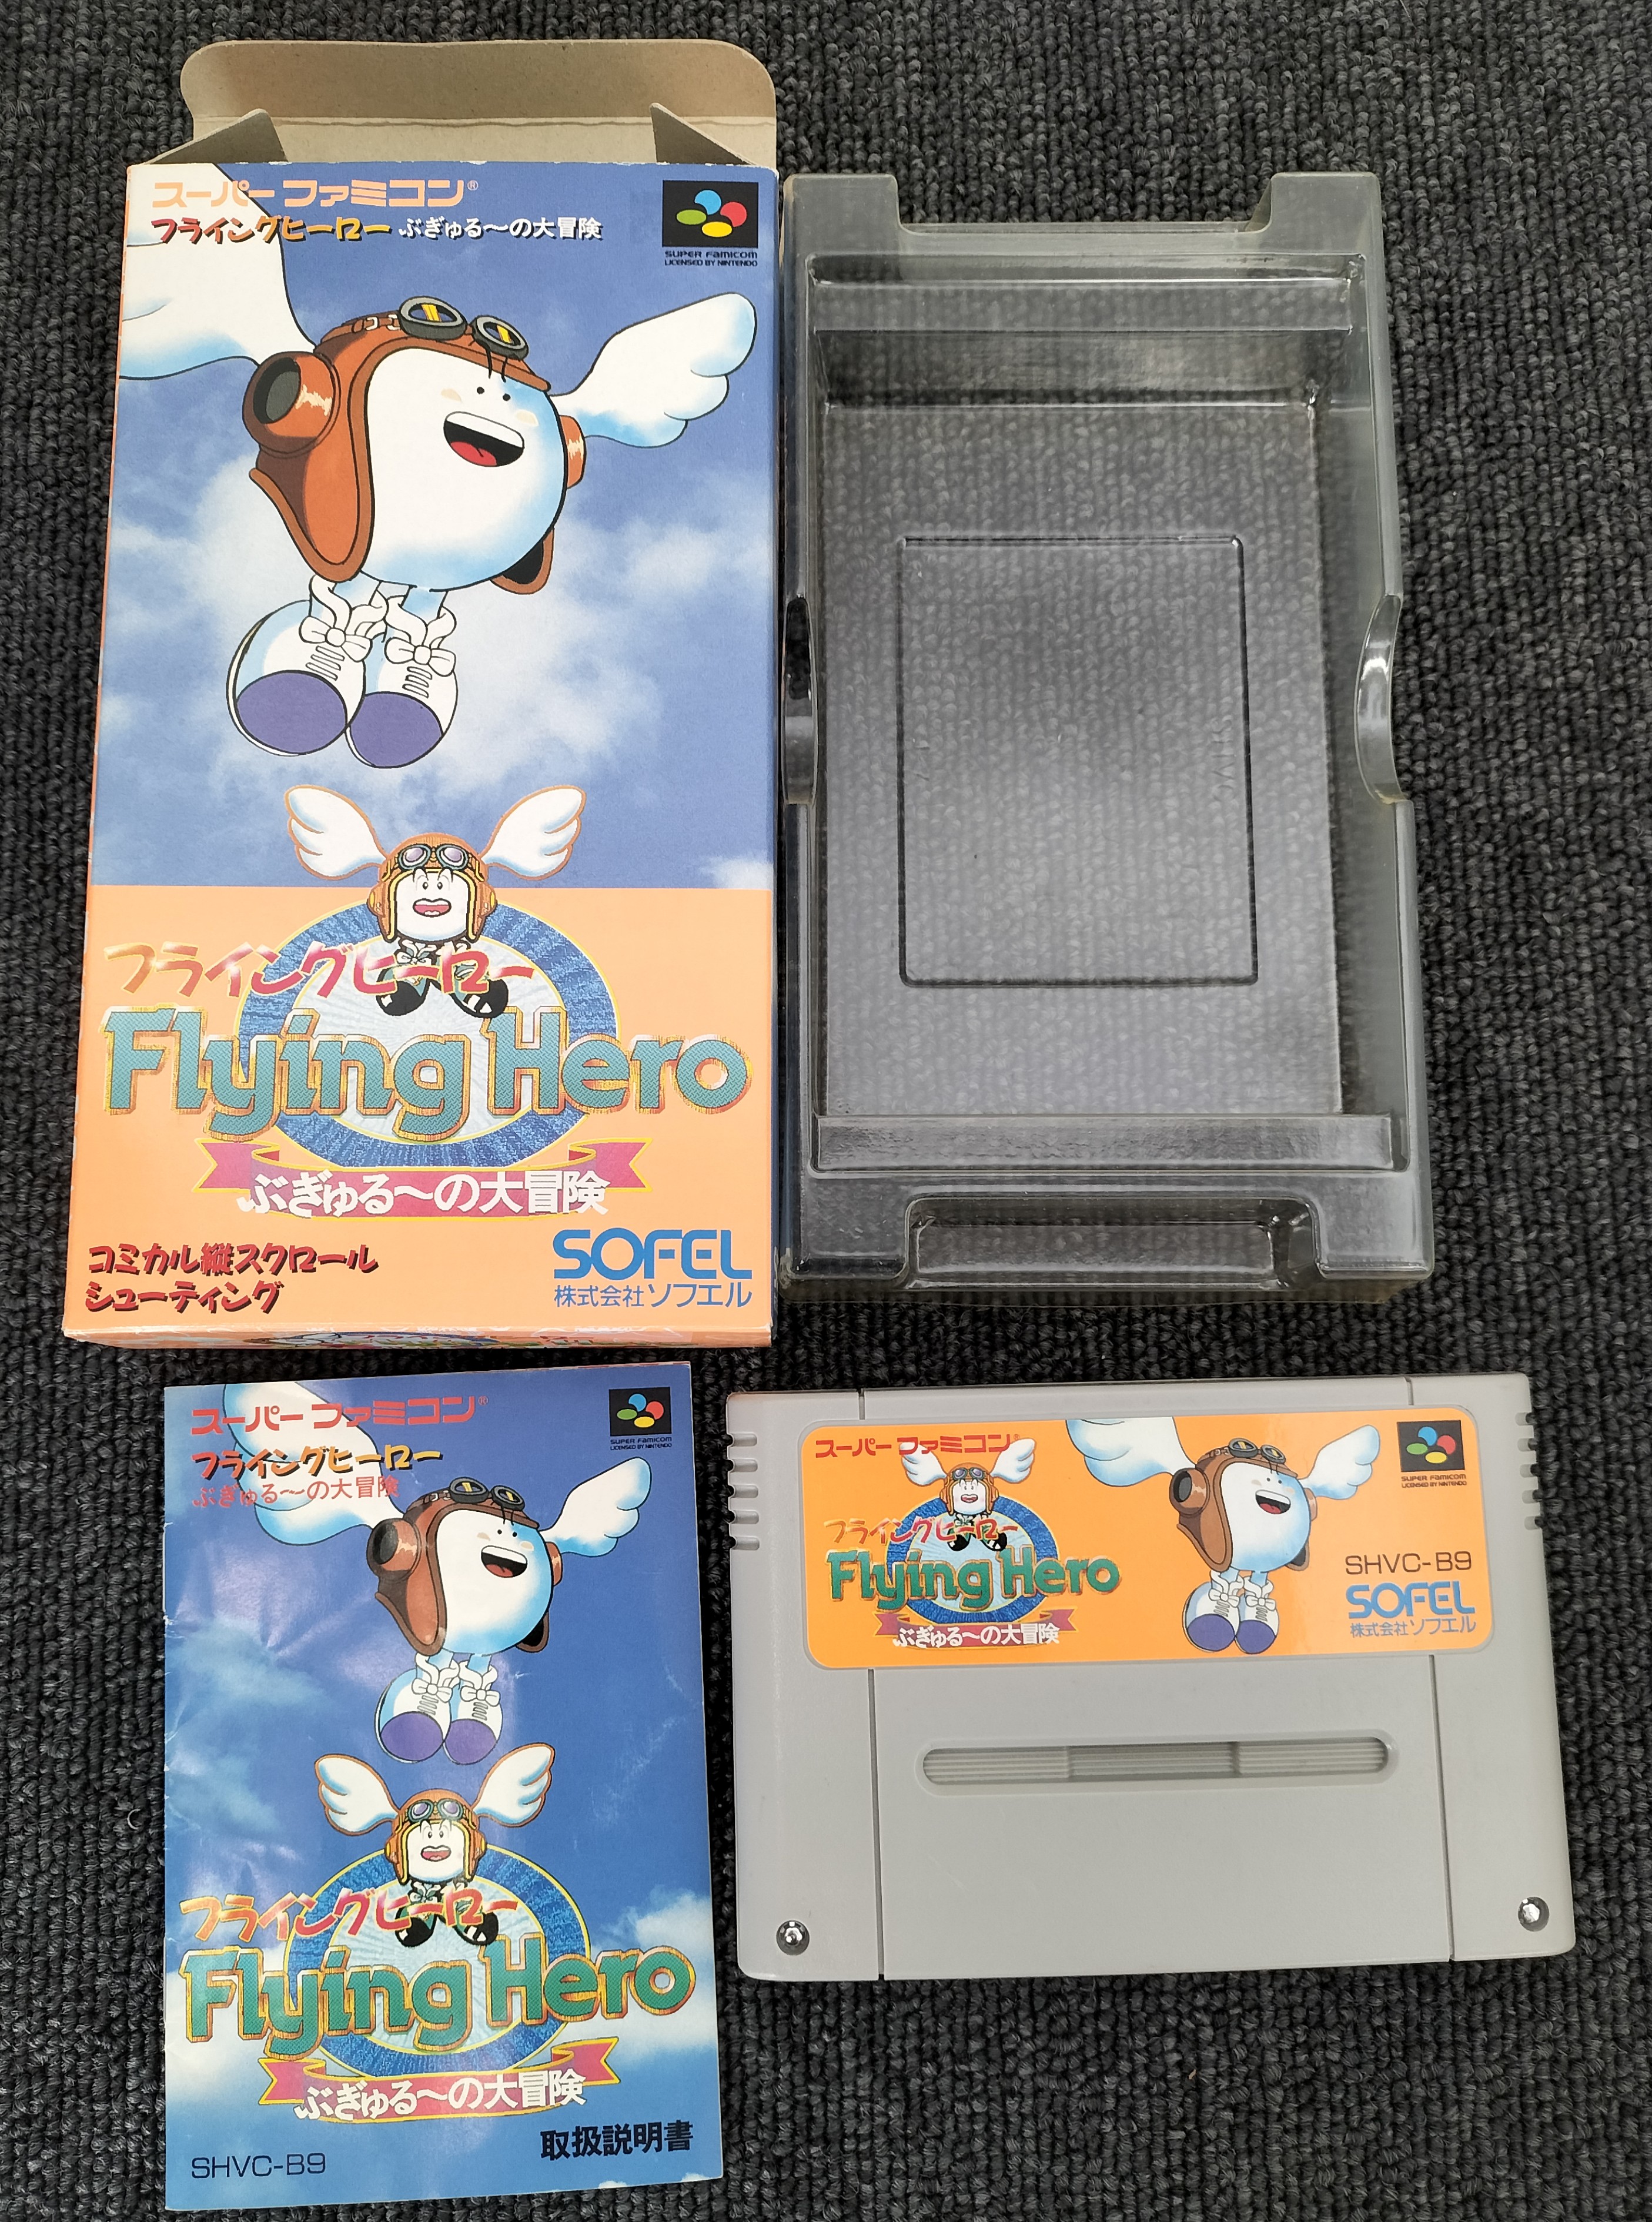 スーパーファミコン®
フライングヒーロー ぶぎゅる〜の大冒険
SUPER FAMICOM
LICENSED BY NINTENDO
フライングヒーロー
Flying Hero
ぶぎゅる〜の大冒険
コミカル縦スクロール
シューティング
SOFEL
株式会社ソフエル
スーパーファミコン®
フライングヒーロー
ぶぎゅる〜の大冒険
SUPER FAMICOM
LICENSED BY NINTENDO
フライングヒーロー
Flying Hero
ぶぎゅる〜の大冒険
取扱説明書
SHVC-B9
スーパーファミコン®
SUPER FAMICOM
LICENSED BY NINTENDO
フライングヒーロー
Flying Hero
ぶぎゅる〜の大冒険
SHVC-B9
SOFEL
株式会社ソフエル